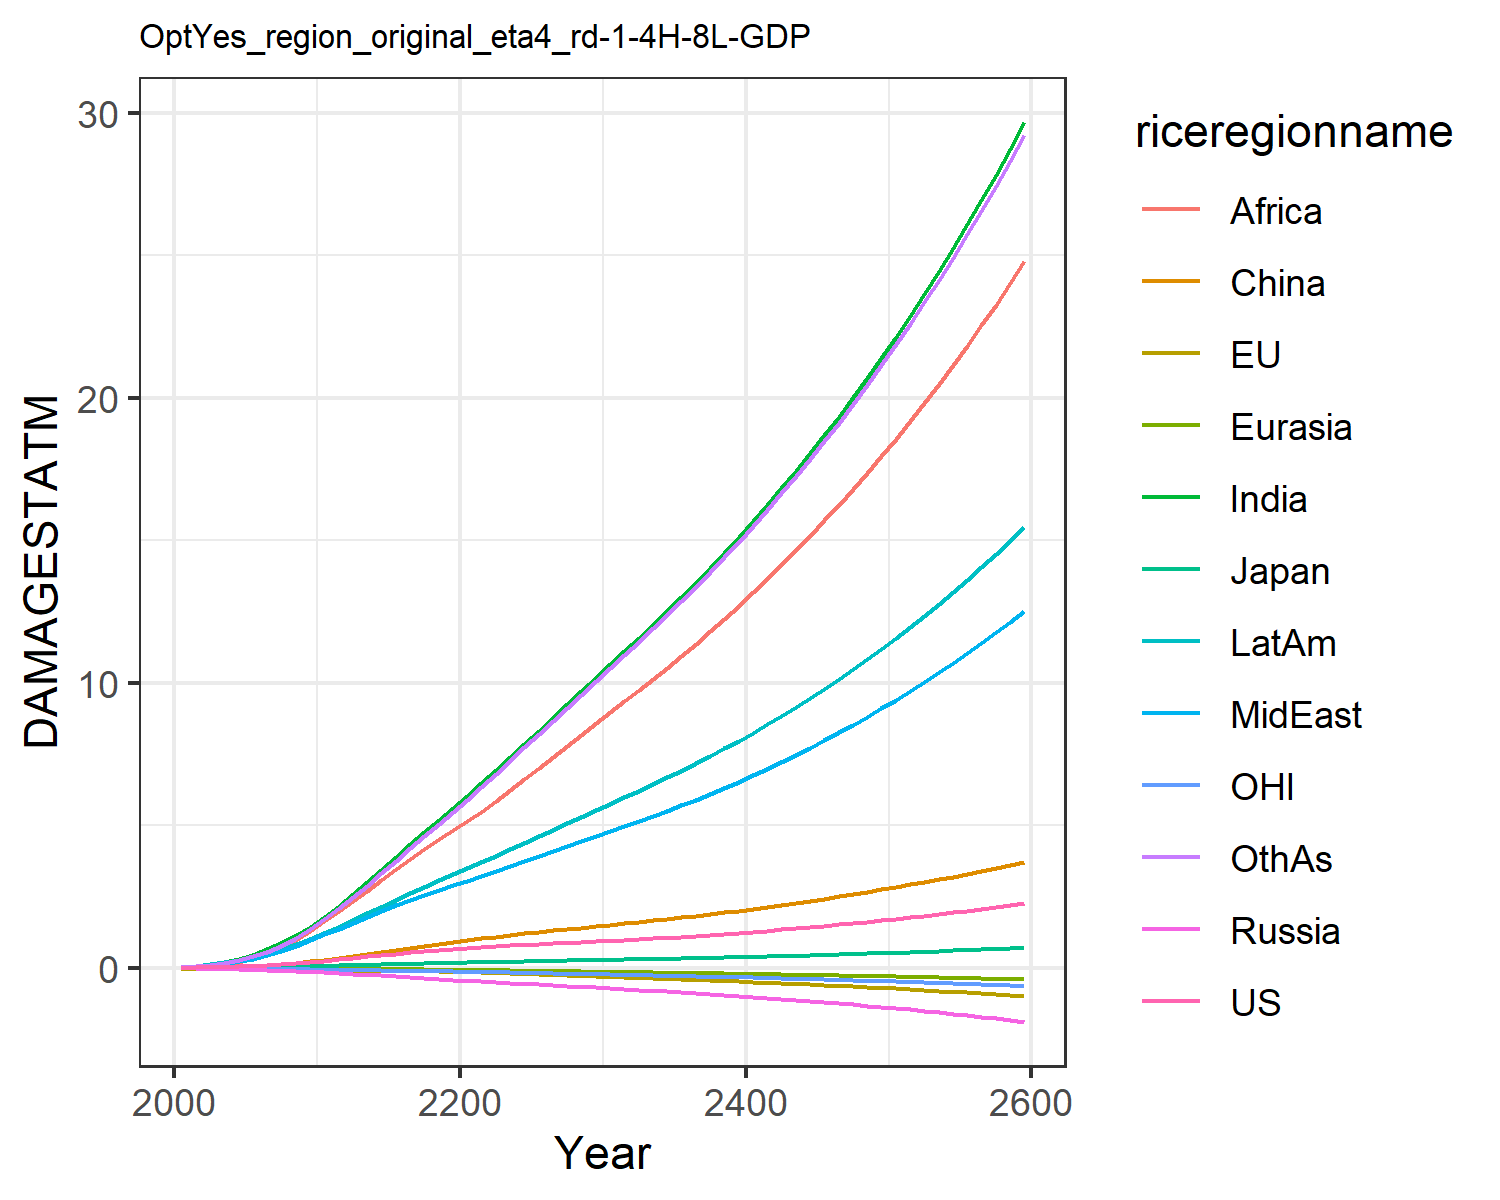 OptYes_region_original_eta4_rd-1-4H-8L-GDP
DAMAGESTATM
30
20
10
0
2000
2200
2400
2600
Year
riceregionname
Africa
China
EU
Eurasia
India
Japan
LatAm
MidEast
OHI
OthAs
Russia
US